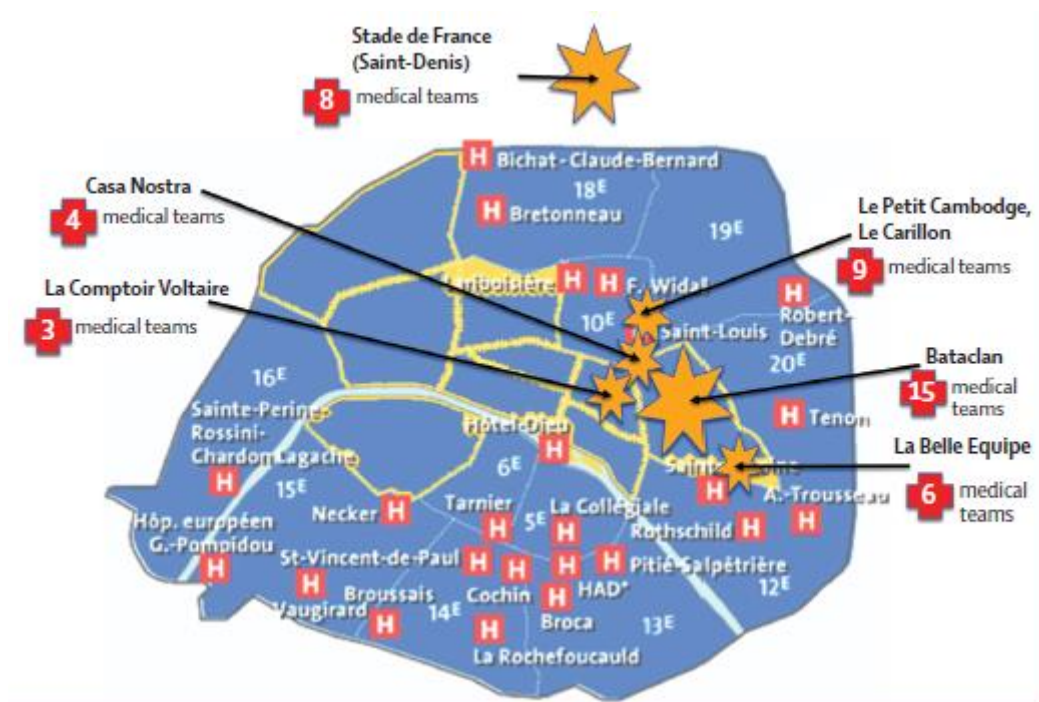 Stade de France
(Saint-Denis)
8 medical teams
Casa Nostra
4 medical teams
La Comptoir Voltaire
3 medical teams
Le Petit Cambodge,
Le Carillon
9 medical teams
Bataclan
15 medical
teams
La Belle Equipe
6 medical
teams
H Bichat-Claude-Bernard
18E
H Bretonneau
19E
Lariboisière H H F. Widal
10E
Saint-Louis
H Robert-
Debré
20E
16E
H Tenon
Sainte-Perine-
Rossini-
Chardon Lagache
H
Hôtel-Dieu
H
6E
15E
H
A.-Trousseau
H
Necker H
Tarnier
H
5E
La Collégiale
H
Rothschild H
Hôp. européen
G.-Pompidou
H
St-Vincent-de-Paul H
H
Cochin
H
HAD*
H Pitié-Salpêtrière
12E
H
Vaugirard
Broussais
H
14E
H
Broca
13E
H
La Rochefoucauld